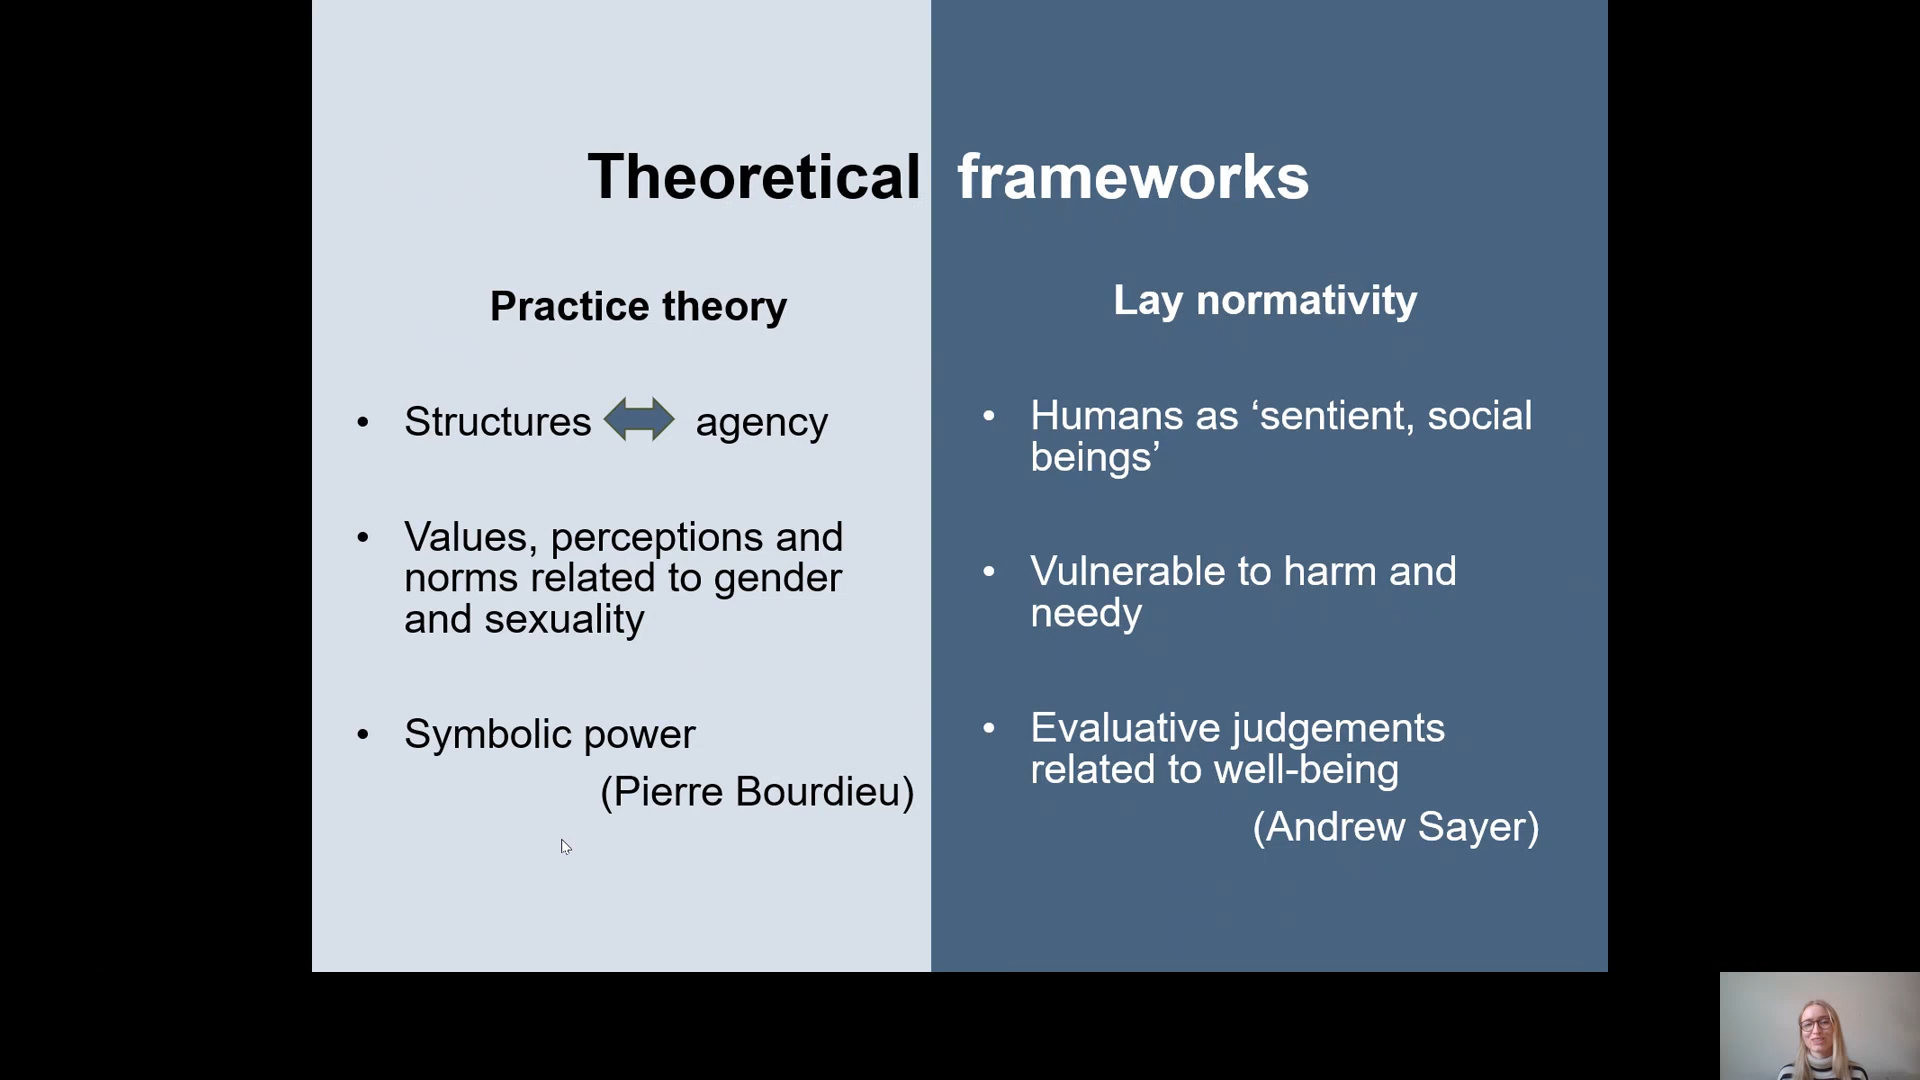 Theoretical frameworks
Practice theory
• Structures agency
• Values, perceptions and
norms related to gender
and sexuality
• Symbolic power
(Pierre Bourdieu)
Lay normativity
• Humans as ‘sentient, social
beings’
• Vulnerable to harm and
needy
• Evaluative judgements
related to well-being
(Andrew Sayer)